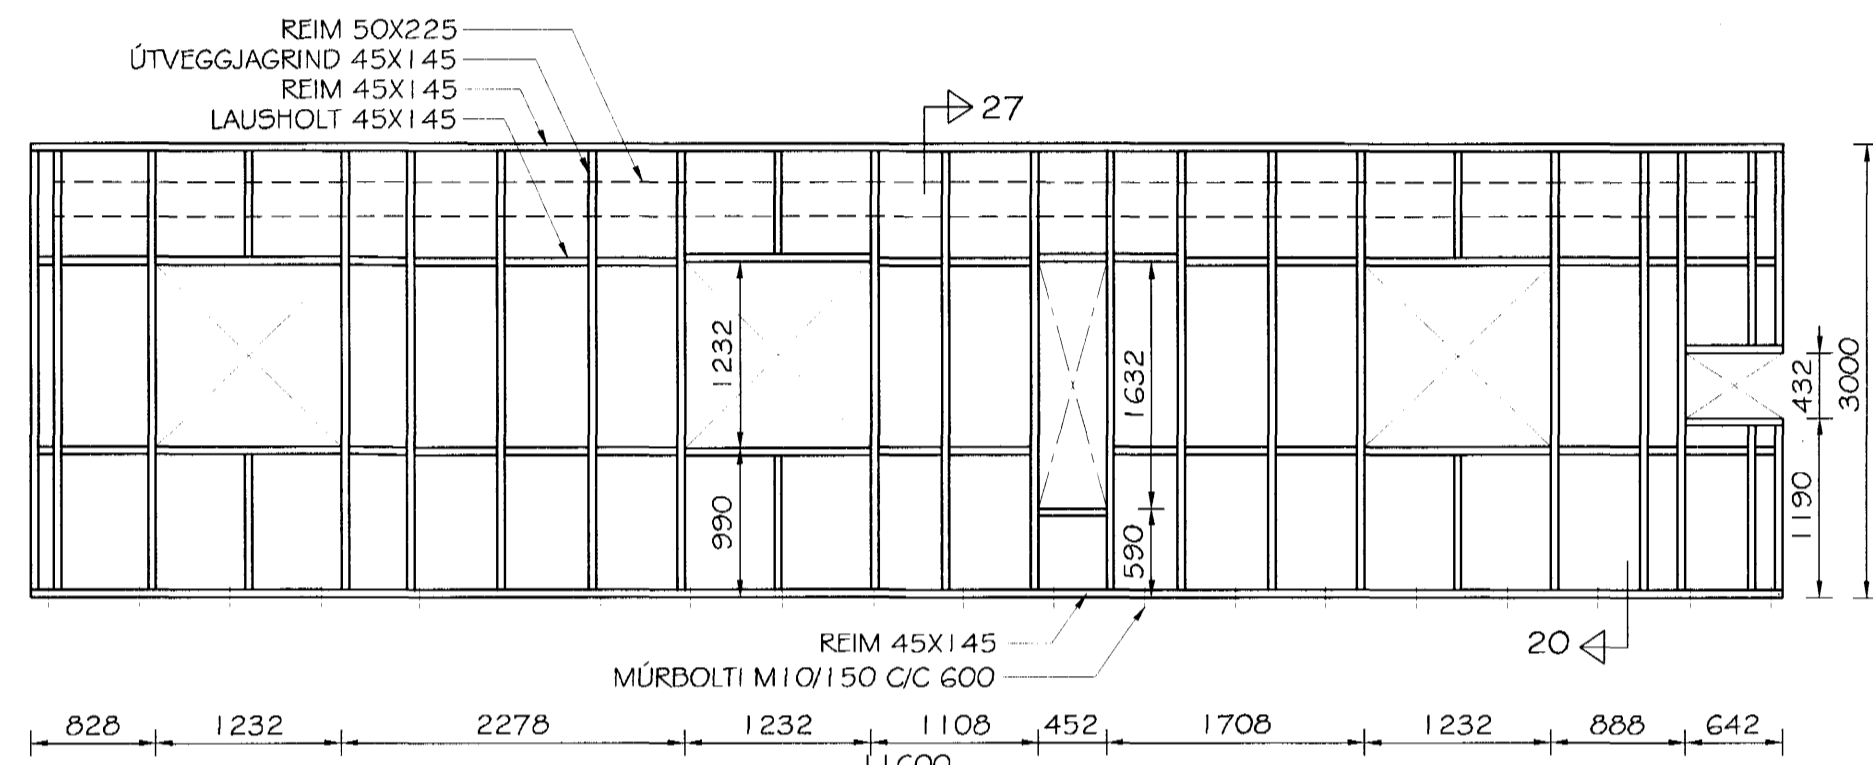 REIM 50X225
ÚTVEGGJAGRIND 45X145
REIM 45X145
LAUSHOLT 45X145
27
1232
990
1632
590
432
1190
3000
REIM 45X145
MÚRBOLTI M10/150 C/C 600
20
828 1232 2278 1232 1108 452 1708 1232 888 642
11600